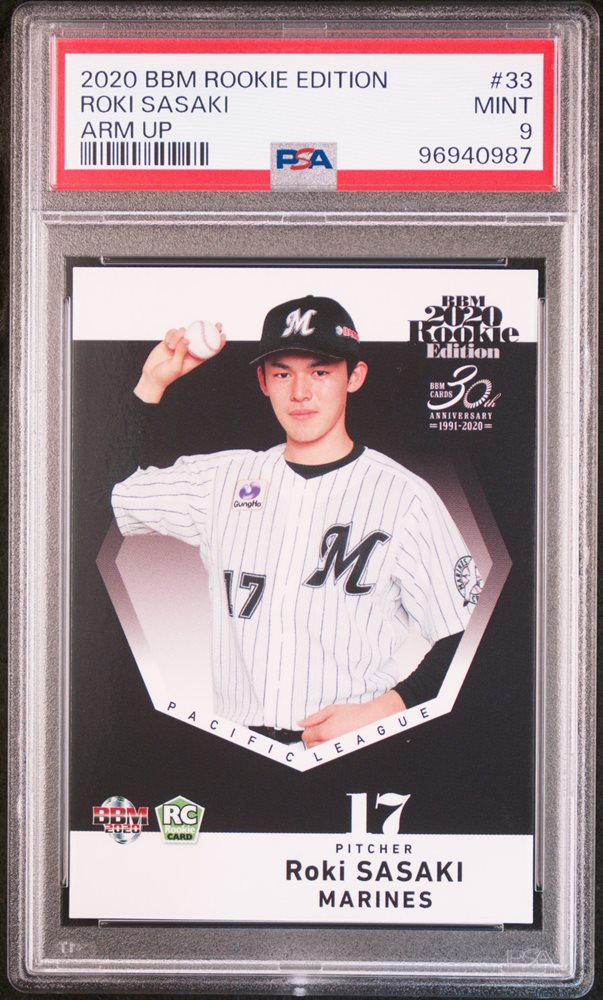 2020 BBM ROOKIE EDITION #33
ROKI SASAKI MINT
ARM UP 9
PSA 96940987
BBM
2020
Rookie
Edition
BBM
CARDS 30th
ANNIVERSARY
=1991-2020=
M
GungHo
M
17
PACIFIC LEAGUE
BBM
2020
RC
Rookie
CARD
17
PITCHER
Roki SASAKI
MARINES
PSA